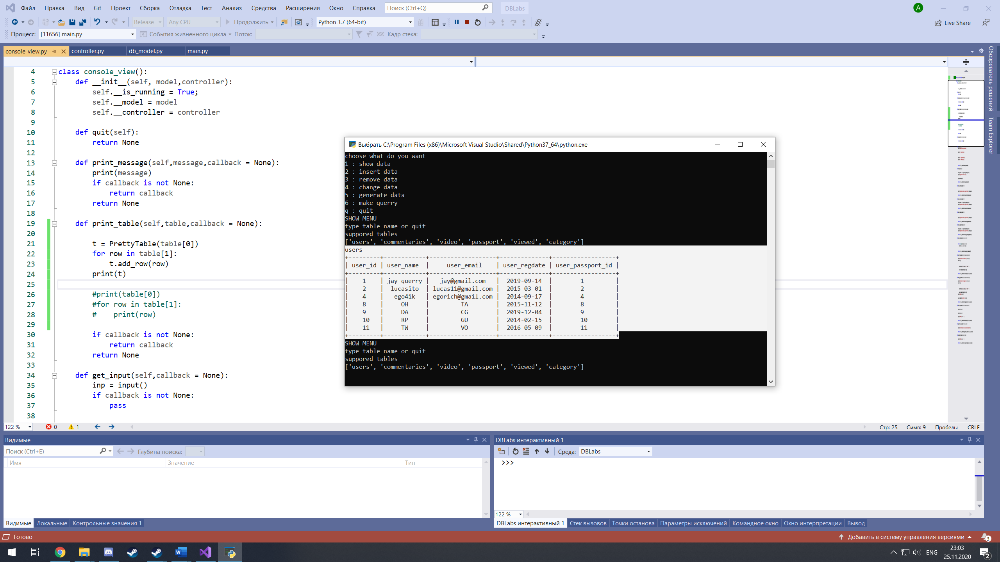 Файл Правка Вид Git Проект Сборка Отладка Тест Анализ Средства Расширения Окно Справка Поиск (Ctrl+Q) DBLabs A
Release Any CPU Продолжить Python 3.7 (64-bit) Live Share
Процесс: [11656] main.py События жизненного цикла Поток: Кадр стека:
console_view.py controller.py db_model.py main.py
Обозреватель решений
Team Explorer
4 class console_view():
5 def __init__(self, model,controller):
6 self.__is_running = True;
7 self.__model = model
8 self.__controller = controller
9
10 def quit(self):
11 return None
12
13 def print_message(self,message,callback = None):
14 print(message)
15 if callback is not None:
16 return callback
17 return None
18
19 def print_table(self,table,callback = None):
20
21 t = PrettyTable(table[0])
22 for row in table[1]:
23 t.add_row(row)
24 print(t)
25
26 #print(table[0])
27 #for row in table[1]:
28 #    print(row)
29
30 if callback is not None:
31 return callback
32 return None
33
34 def get_input(self,callback = None):
35 inp = input()
36 if callback is not None:
37 pass
38
Выбрать C:\Program Files (x86)\Microsoft Visual Studio\Shared\Python37_64\python.exe
choose what do you want
1 : show data
2 : insert data
3 : remove data
4 : change data
5 : generate data
6 : make querry
q : quit
SHOW MENU
type table name or quit
suppored tables
['users', 'commentaries', 'video', 'passport', 'viewed', 'category']
users
+---------+------------+-------------------+--------------+-----------------+
| user_id | user_name  |     user_email    | user_regdate | user_passport_id |
+---------+------------+-------------------+--------------+-----------------+
|    1    | jay_querry |   jay@gmail.com   |  2019-09-14  |        1         |
|    2    |  lucasito  | lucas11@gmail.com |  2015-03-01  |        2         |
|    4    |   ego4ik   | egorich@gmail.com |  2014-09-17  |        4         |
|    8    |     OH     |         TA        |  2015-11-12  |        8         |
|    9    |     DA     |         CG        |  2019-12-04  |        9         |
|    10   |     RP     |         GU        |  2014-02-15  |        10        |
|    11   |     TW     |         VO        |  2016-05-09  |        11        |
+---------+------------+-------------------+--------------+-----------------+
SHOW MENU
type table name or quit
suppored tables
['users', 'commentaries', 'video', 'passport', 'viewed', 'category']
122 % 0 1 Стр: 25 Симв: 9 Пробелы CRLF
Видимые
Поиск (Ctrl+E) Глубина поиска:
Имя Значение Тип
Видимые Локальные Контрольные значения 1
DBLabs интерактивный 1
Среда: DBLabs
>>>
122 %
DBLabs интерактивный 1 Стек вызовов Точки останова Параметры исключений Командное окно Окно интерпретации Вывод
Готово Добавить в систему управления версиями 3
ENG 23:03
25.11.2020 2